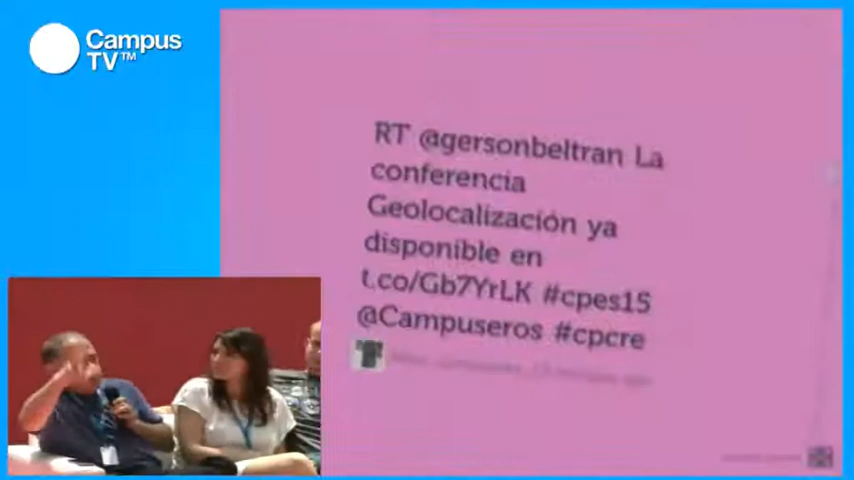 Campus
TV™
RT @gersonbeltran La
conferencia
Geolocalización ya
disponible en
t.co/Gb7YrLK #cpes15
@Campuseros #cpcre